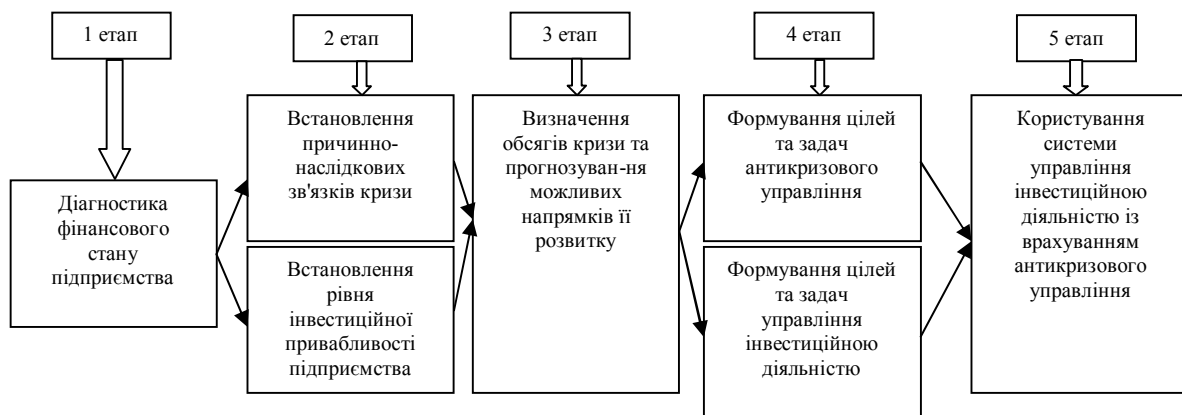 1 етап
2 етап
3 етап
4 етап
5 етап
Діагностика
фінансового
стану
підприємства
Встановлення
причинно-
наслідкових
зв'язків кризи
Встановлення
рівня
інвестиційної
привабливості
підприємства
Визначення
обсягів кризи та
прогнозуван-ня
можливих
напрямків її
розвитку
Формування цілей
та задач
антикризового
управління
Формування цілей
та задач
управління
інвестиційною
діяльністю
Користування
системи
управління
інвестиційною
діяльністю із
врахуванням
антикризового
управління